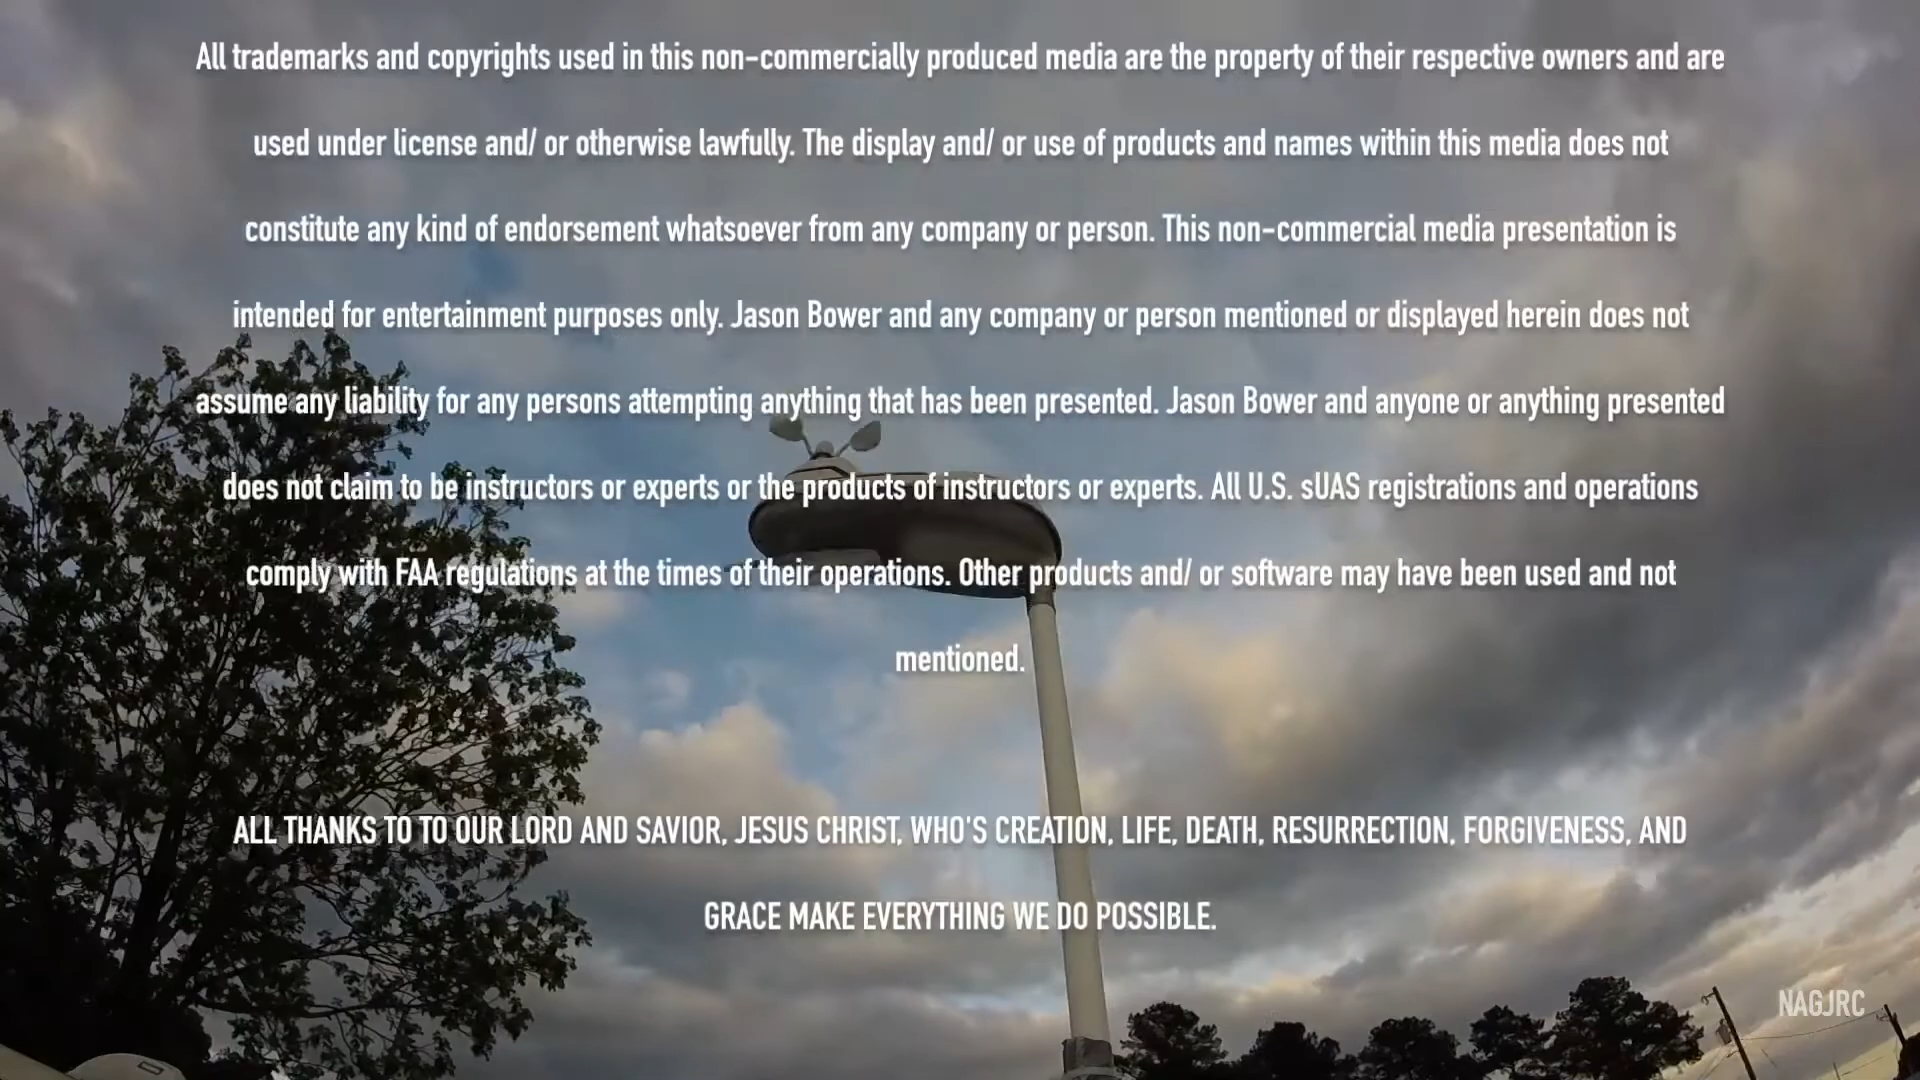 All trademarks and copyrights used in this non-commercially produced media are the property of their respective owners and are
used under license and/ or otherwise lawfully. The display and/ or use of products and names within this media does not
constitute any kind of endorsement whatsoever from any company or person. This non-commercial media presentation is
intended for entertainment purposes only. Jason Bower and any company or person mentioned or displayed herein does not
assume any liability for any persons attempting anything that has been presented. Jason Bower and anyone or anything presented
does not claim to be instructors or experts or the products of instructors or experts. All U.S. sUAS registrations and operations
comply with FAA regulations at the times of their operations. Other products and/ or software may have been used and not
mentioned.
ALL THANKS TO TO OUR LORD AND SAVIOR, JESUS CHRIST, WHO'S CREATION, LIFE, DEATH, RESURRECTION, FORGIVENESS, AND
GRACE MAKE EVERYTHING WE DO POSSIBLE.
NAGJRC